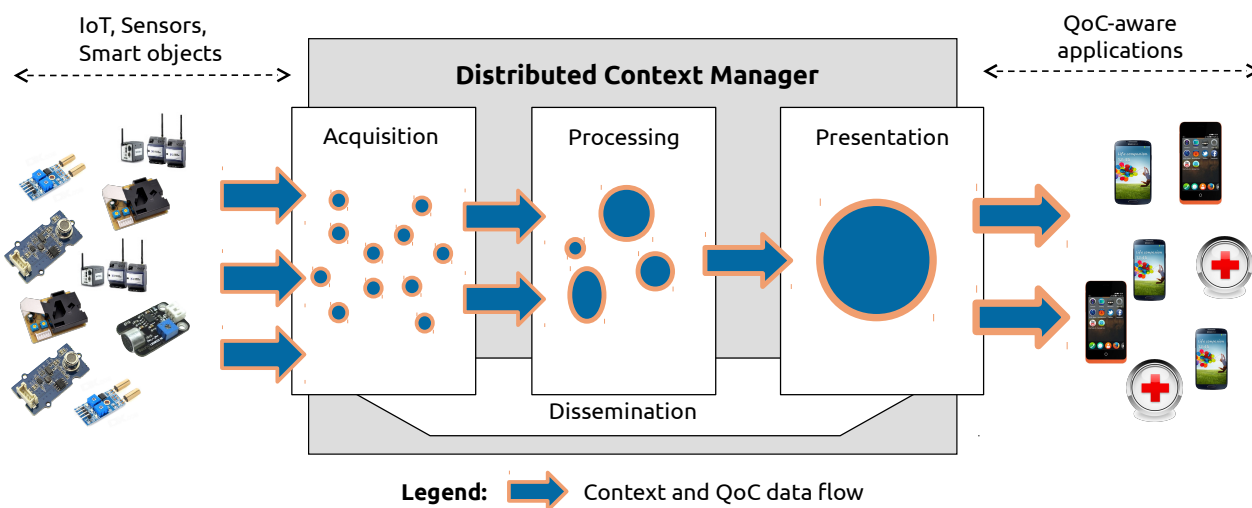 IoT, Sensors,
Smart objects
QoC-aware
applications
Distributed Context Manager
Acquisition
Processing
Presentation
Dissemination
Legend:
Context and QoC data flow